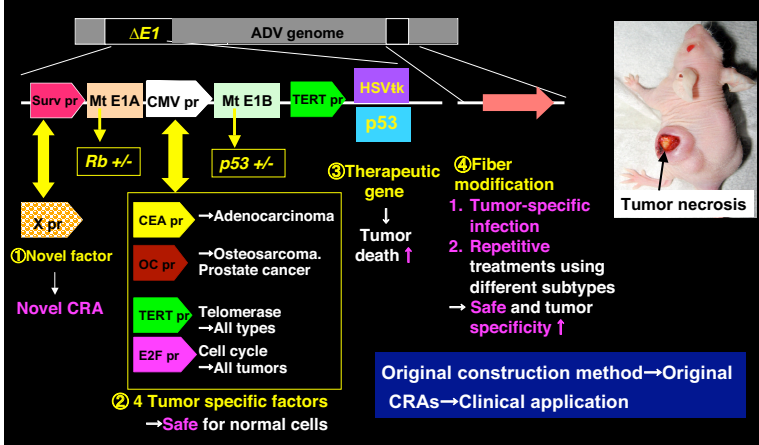 ΔE1
ADV genome
Surv pr
Mt E1A
CMV pr
Mt E1B
TERT pr
HSVtk
p53
Rb +/-
p53 +/-
X pr
①Novel factor
Novel CRA
CEA pr
→Adenocarcinoma
OC pr
→Osteosarcoma.
Prostate cancer
TERT pr
Telomerase
→All types
E2F pr
Cell cycle
→All tumors
② 4 Tumor specific factors
→Safe for normal cells
③Therapeutic
gene
↓
Tumor
death ↑
④Fiber
modification
1. Tumor-specific
infection
2. Repetitive
treatments using
different subtypes
→ Safe and tumor
specificity ↑
Tumor necrosis
Original construction method→Original
CRAs→Clinical application